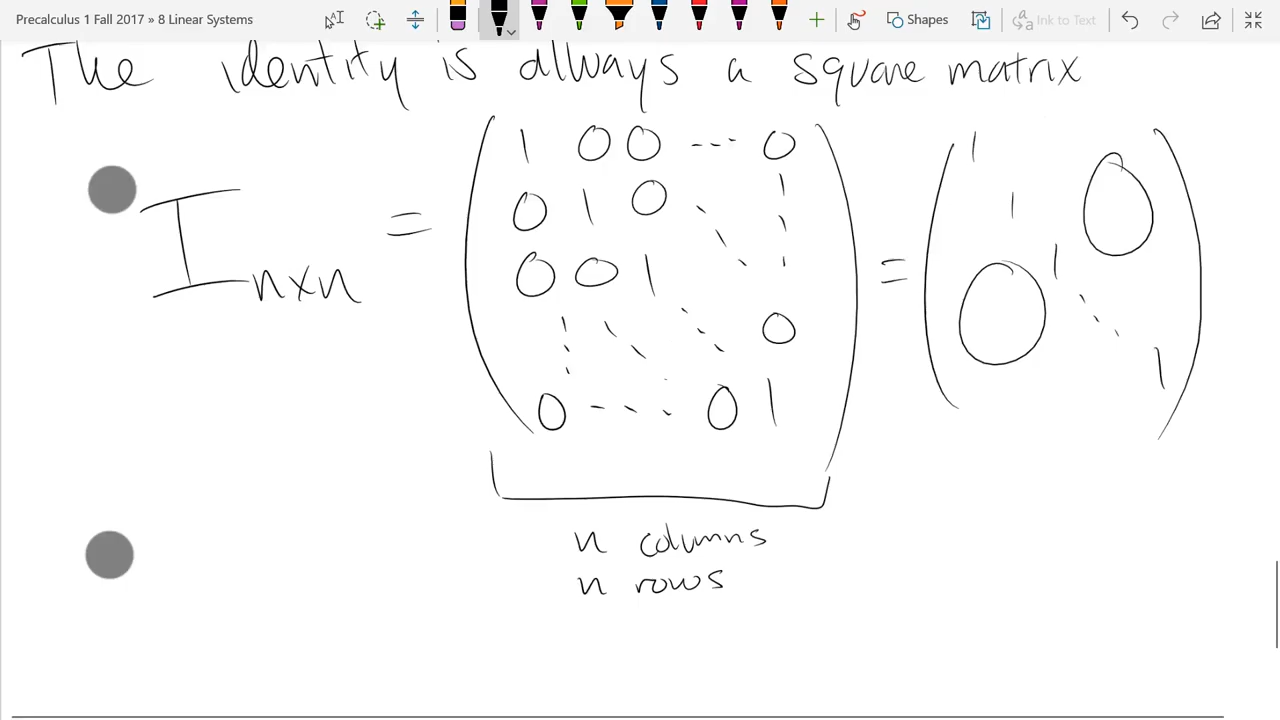 Precalculus 1 Fall 2017 » 8 Linear Systems
Shapes
Ink to Text
The identity is always a square matrix
I n×n = ( 1 0 0 --- 0 ) = ( 1 0 )
0 1 0
0 0 1
0
0 --- 0 1
1
1
0
1
n columns
n rows